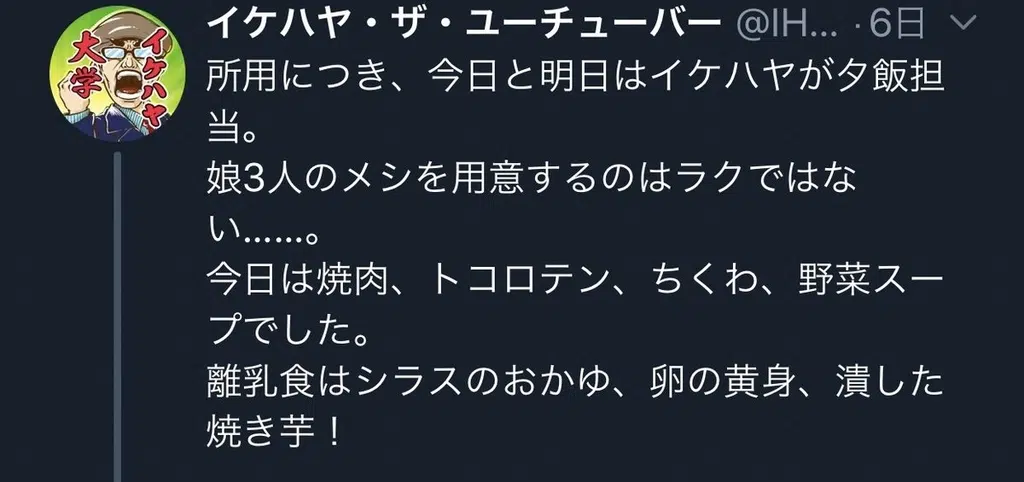 イケハヤ・ザ・ユーチューバー @IH... ·6日
イケハヤ
大学
所用につき、今日と明日はイケハヤが夕飯担
当。
娘3人のメシを用意するのはラクではな
い......。
今日は焼肉、トコロテン、ちくわ、野菜スー
プでした。
離乳食はシラスのおかゆ、卵の黄身、潰した
焼き芋！